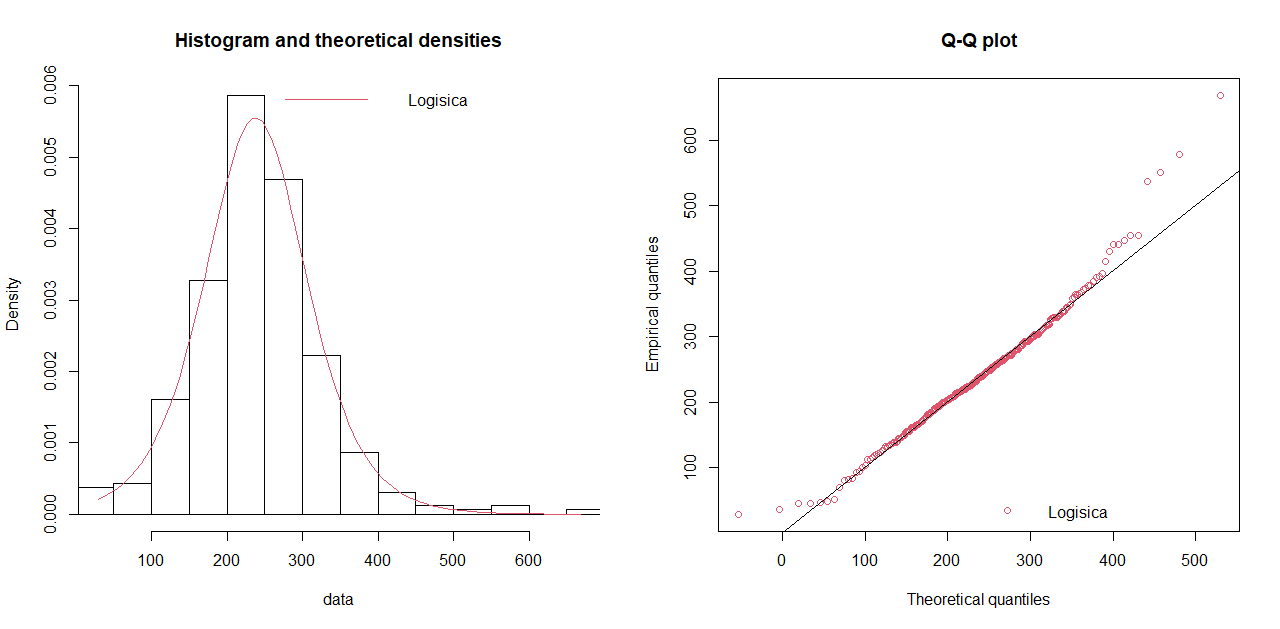 Histogram and theoretical densities
Logisica
Density
0.000
0.001
0.002
0.003
0.004
0.005
0.006
100 200 300 400 500 600
data
Q-Q plot
Empirical quantiles
100
200
300
400
500
600
Logisica
0 100 200 300 400 500
Theoretical quantiles